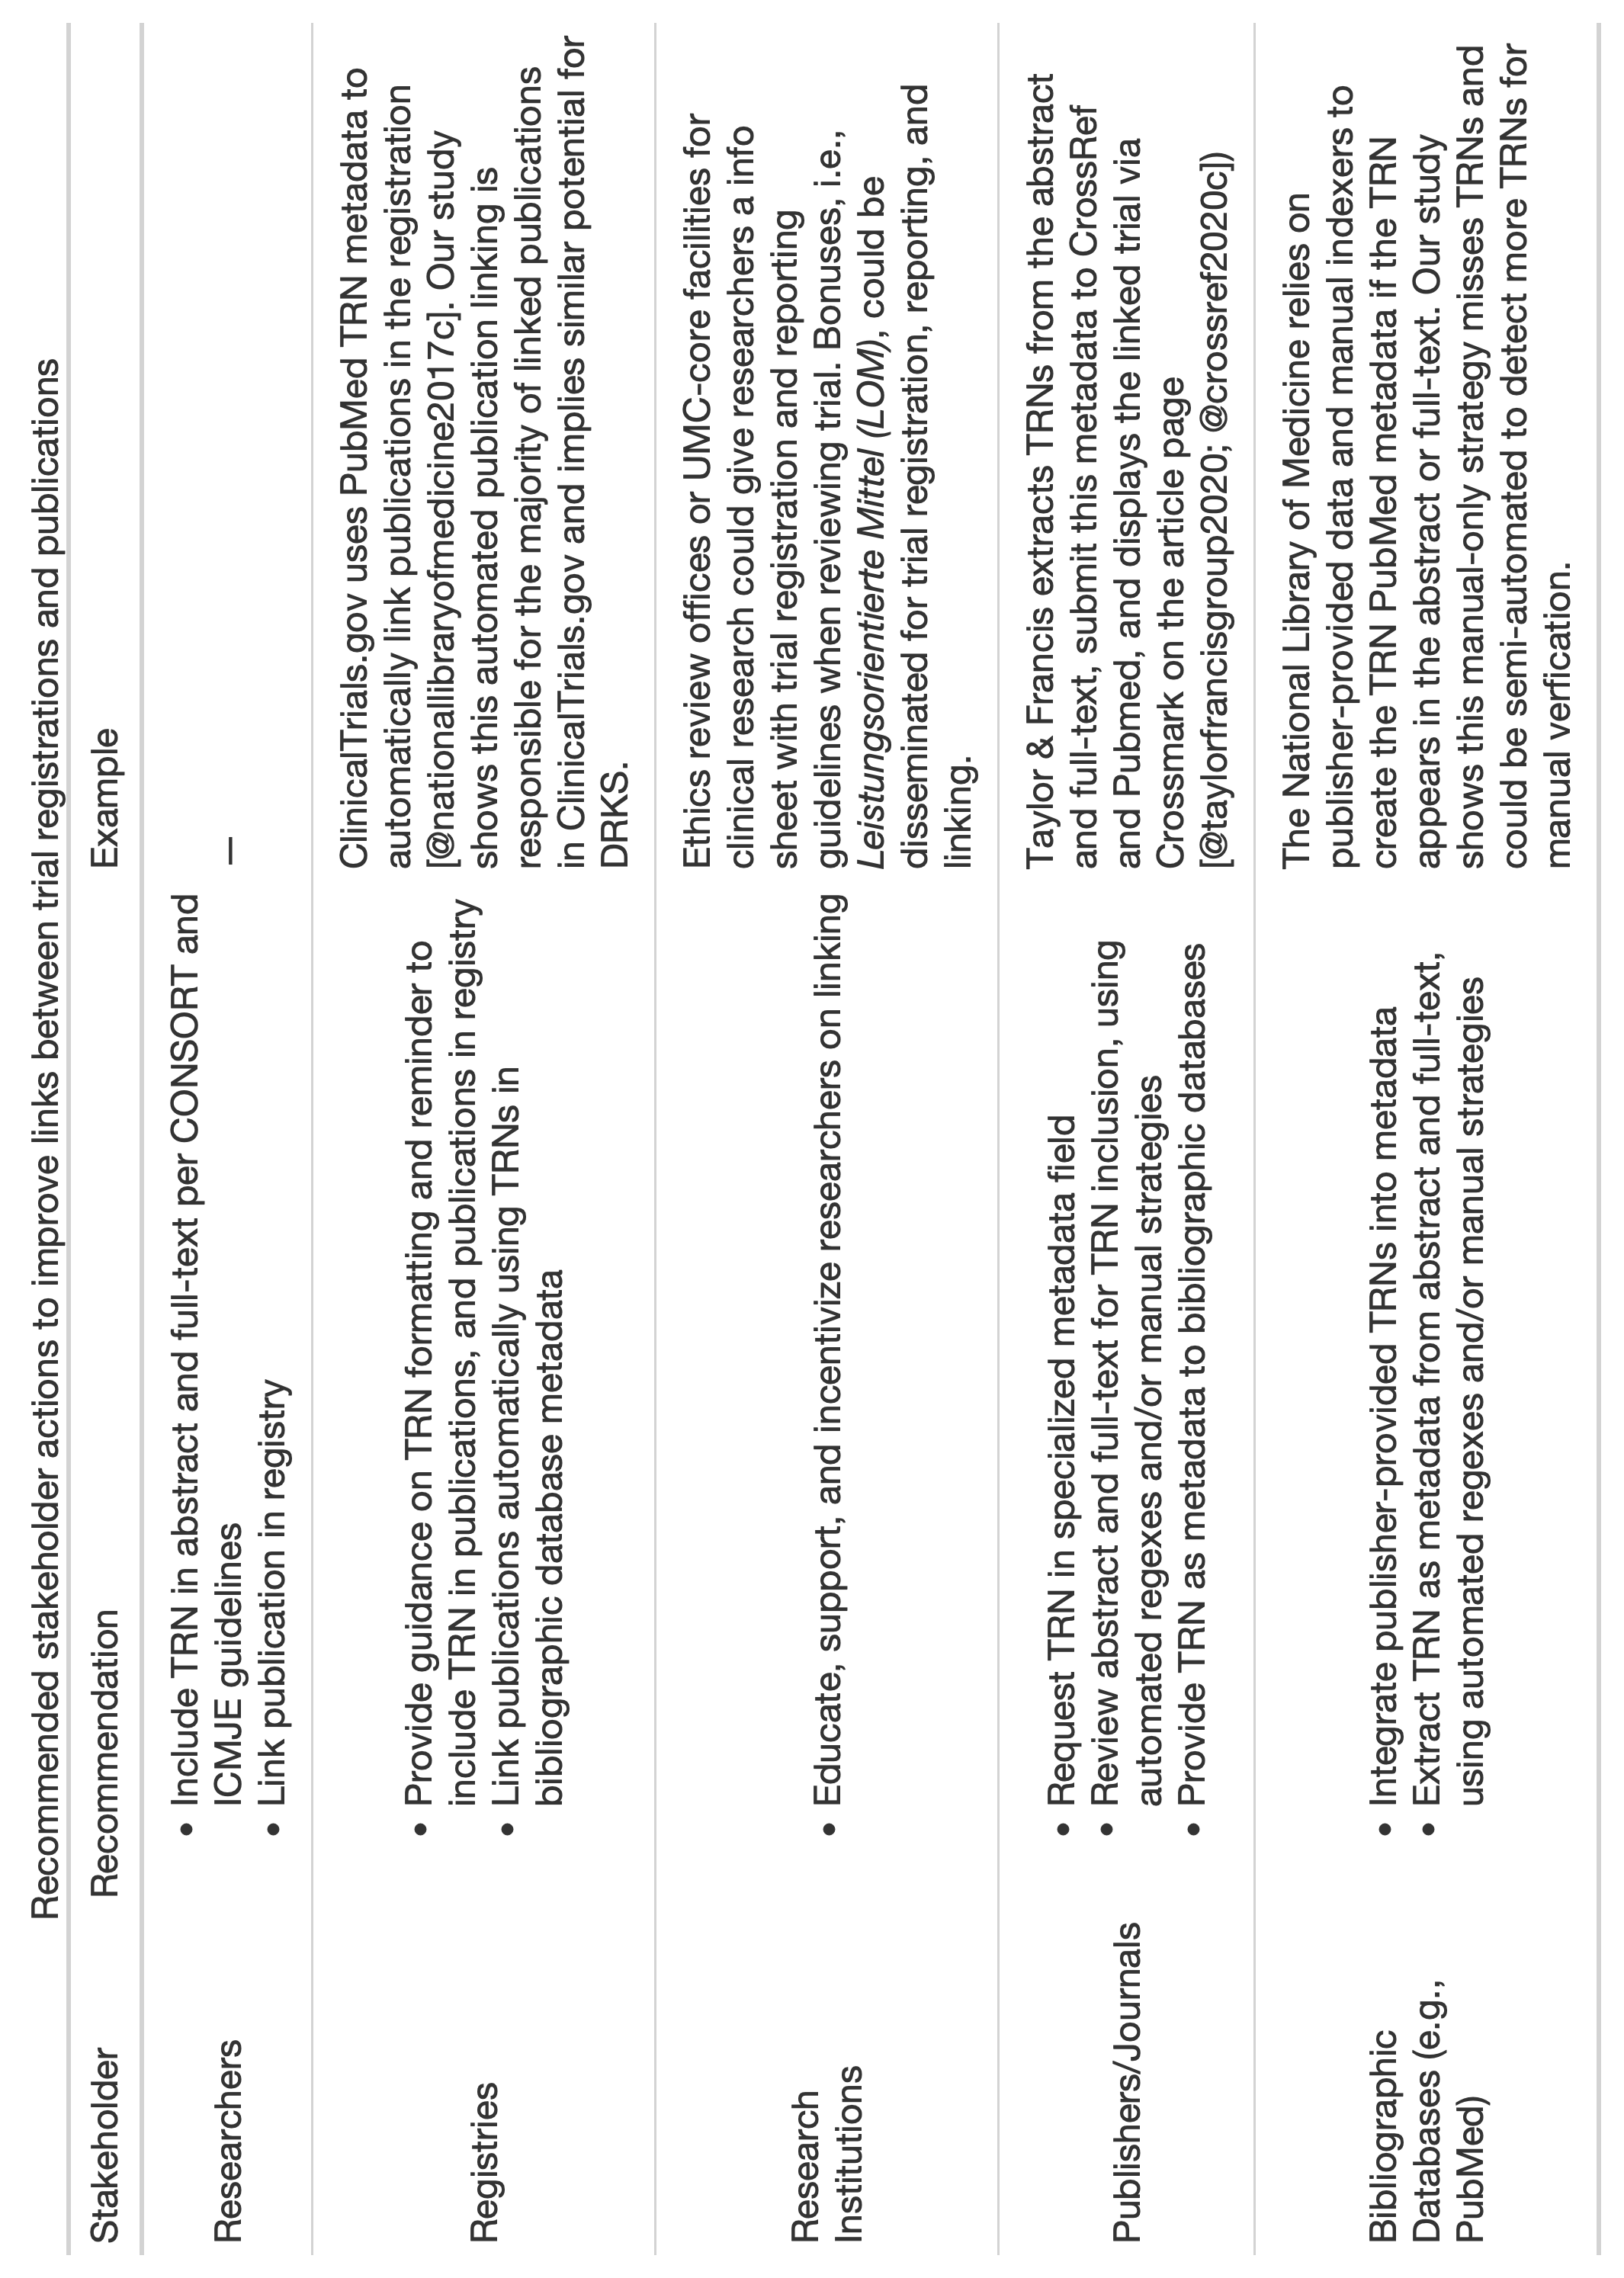 Recommended stakeholder actions to improve links between trial registrations and publications
Stakeholder
Recommendation
Example
Researchers
• Include TRN in abstract and full-text per CONSORT and
ICMJE guidelines
• Link publication in registry
—
Registries
• Provide guidance on TRN formatting and reminder to
include TRN in publications, and publications in registry
• Link publications automatically using TRNs in
bibliographic database metadata
ClinicalTrials.gov uses PubMed TRN metadata to
automatically link publications in the registration
[@nationallibraryofmedicine2017c]. Our study
shows this automated publication linking is
responsible for the majority of linked publications
in ClinicalTrials.gov and implies similar potential for
DRKS.
Research
Institutions
• Educate, support, and incentivize researchers on linking
Ethics review offices or UMC-core facilities for
clinical research could give researchers a info
sheet with trial registration and reporting
guidelines when reviewing trial. Bonuses, i.e.,
Leistungsorientierte Mittel (LOM), could be
disseminated for trial registration, reporting, and
linking.
Publishers/Journals
• Request TRN in specialized metadata field
• Review abstract and full-text for TRN inclusion, using
automated regexes and/or manual strategies
• Provide TRN as metadata to bibliographic databases
Taylor & Francis extracts TRNs from the abstract
and full-text, submit this metadata to CrossRef
and Pubmed, and displays the linked trial via
Crossmark on the article page
[@taylorfrancisgroup2020; @crossref2020c])
Bibliographic
Databases (e.g.,
PubMed)
• Integrate publisher-provided TRNs into metadata
• Extract TRN as metadata from abstract and full-text,
using automated regexes and/or manual strategies
The National Library of Medicine relies on
publisher-provided data and manual indexers to
create the TRN PubMed metadata if the TRN
appears in the abstract or full-text. Our study
shows this manual-only strategy misses TRNs and
could be semi-automated to detect more TRNs for
manual verfication.